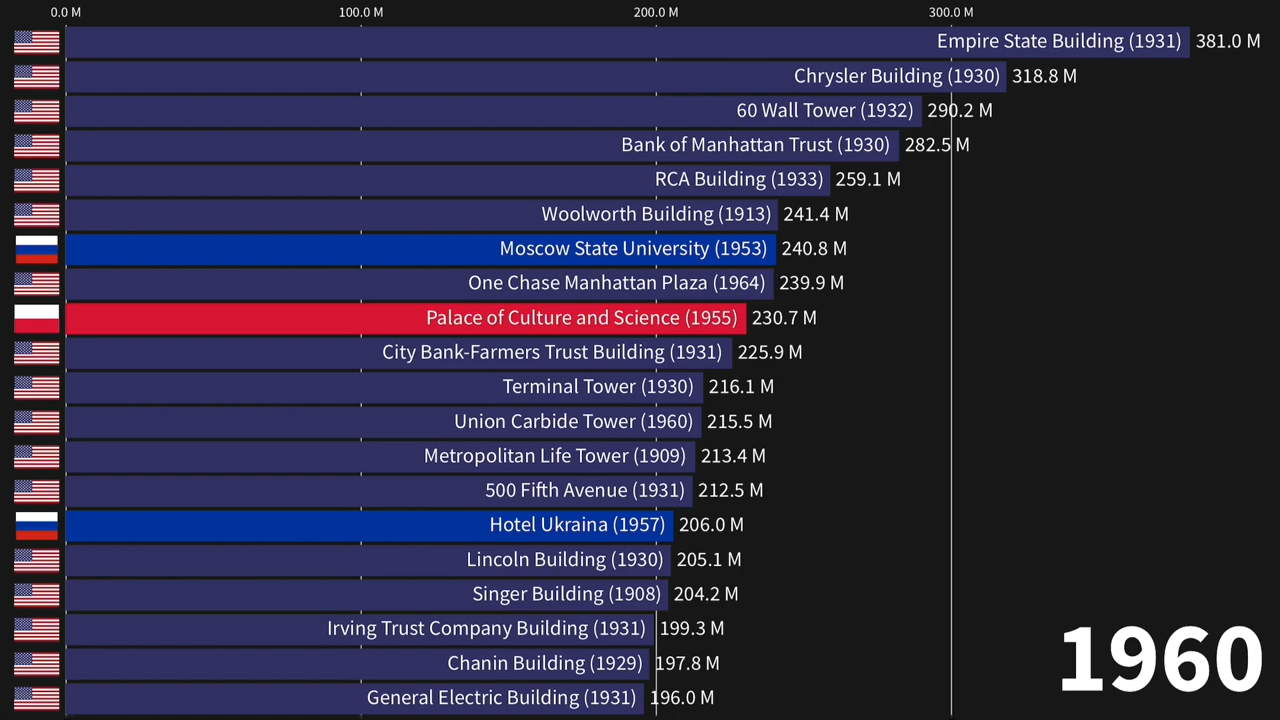 0.0 M 100.0 M 200.0 M 300.0 M
Empire State Building (1931) 381.0 M
Chrysler Building (1930) 318.8 M
60 Wall Tower (1932) 290.2 M
Bank of Manhattan Trust (1930) 282.5 M
RCA Building (1933) 259.1 M
Woolworth Building (1913) 241.4 M
Moscow State University (1953) 240.8 M
One Chase Manhattan Plaza (1964) 239.9 M
Palace of Culture and Science (1955) 230.7 M
City Bank-Farmers Trust Building (1931) 225.9 M
Terminal Tower (1930) 216.1 M
Union Carbide Tower (1960) 215.5 M
Metropolitan Life Tower (1909) 213.4 M
500 Fifth Avenue (1931) 212.5 M
Hotel Ukraina (1957) 206.0 M
Lincoln Building (1930) 205.1 M
Singer Building (1908) 204.2 M
Irving Trust Company Building (1931) 199.3 M
Chanin Building (1929) 197.8 M
General Electric Building (1931) 196.0 M
1960